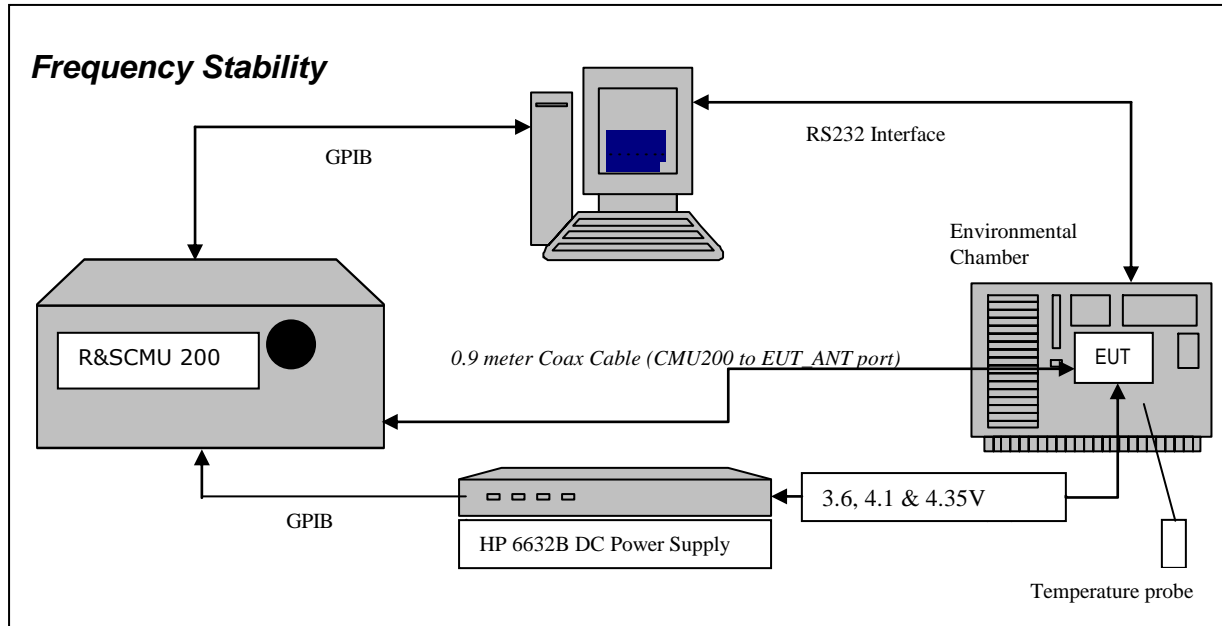 Frequency Stability
GPIB
RS232 Interface
Environmental
Chamber
R&SCMU 200
0.9 meter Coax Cable (CMU200 to EUT_ANT port)
EUT
3.6, 4.1 & 4.35V
GPIB
HP 6632B DC Power Supply
Temperature probe